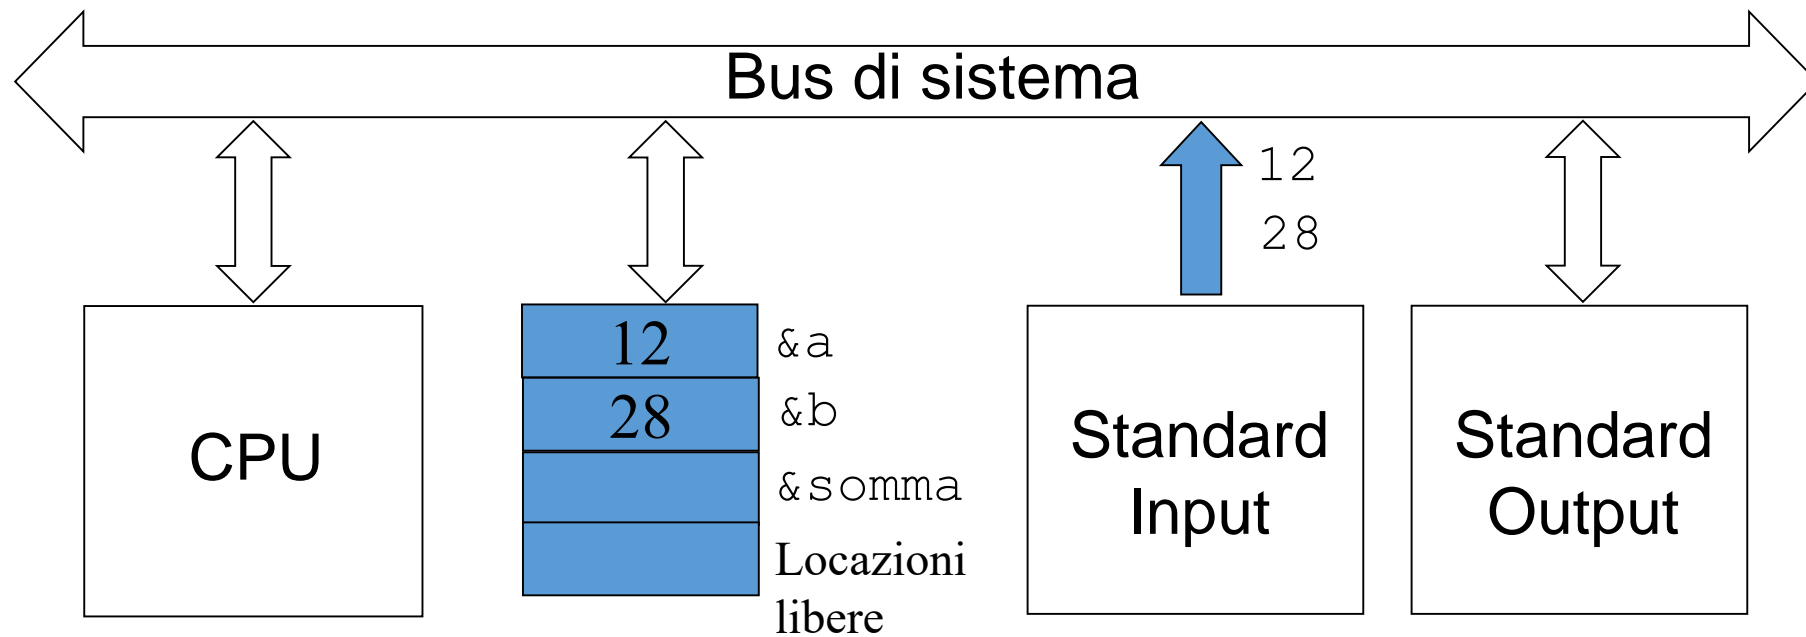 Bus di sistema
12
28
12
&a
28
&b
&somma
Locazioni
libere
CPU
Standard
Input
Standard
Output